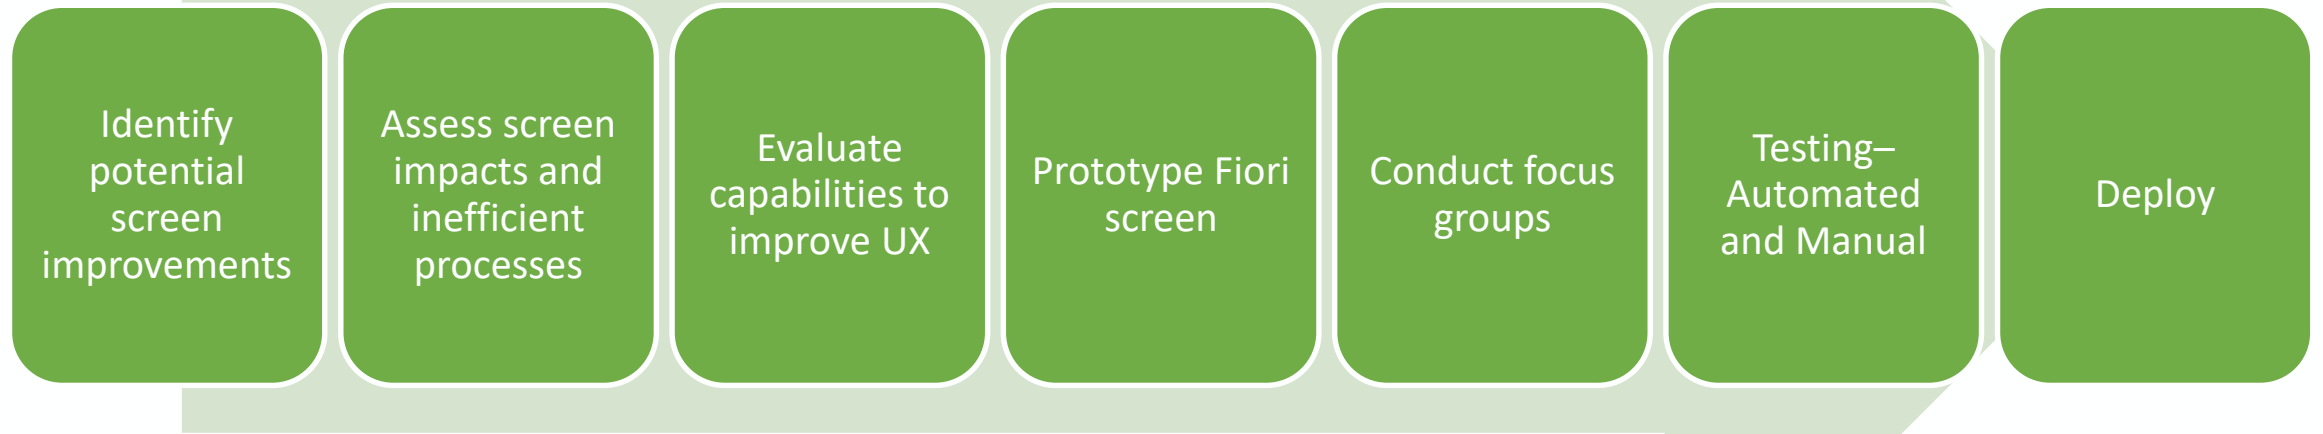 Identify
potential
screen
improvements
Assess screen
impacts and
inefficient
processes
Evaluate
capabilities to
improve UX
Prototype Fiori
screen
Conduct focus
groups
Testing–
Automated
and Manual
Deploy